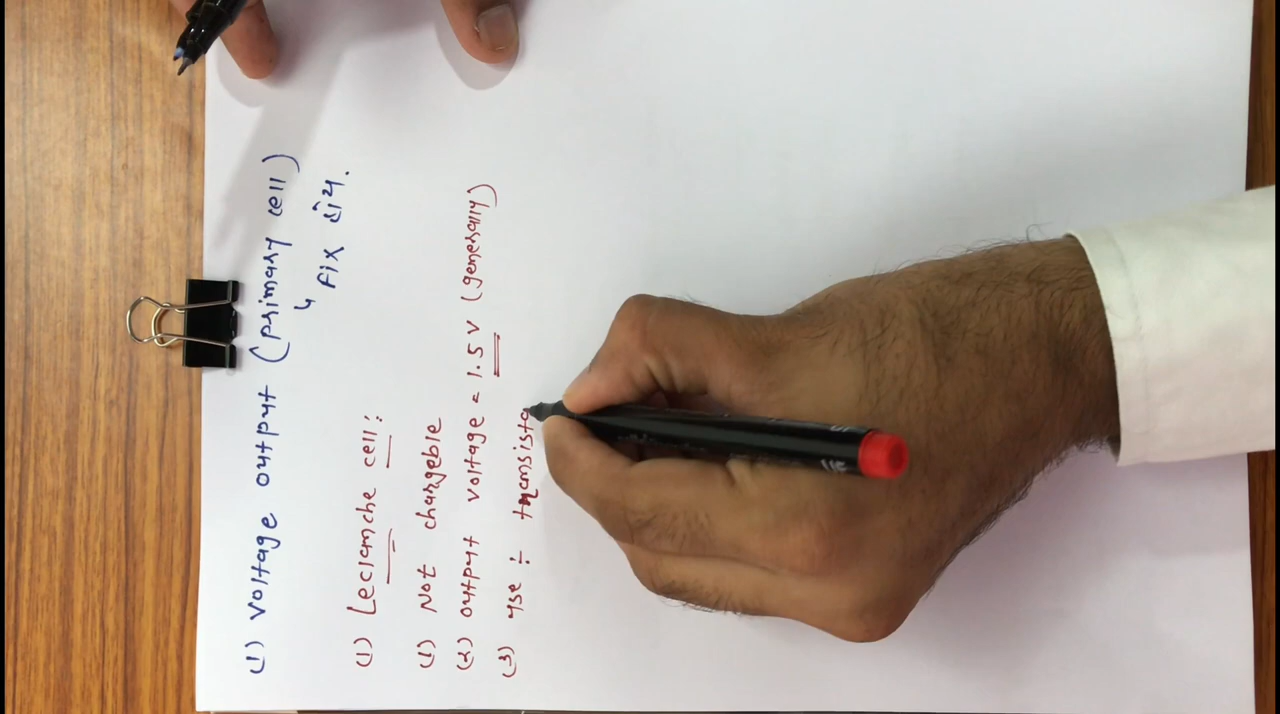 (1) Voltage output (primary cell)
↳ Fix होय.
(1) Leclanche cell:
(1) Not chargeble
(2) output voltage = 1.5 V (generally)
(3) use : transisto